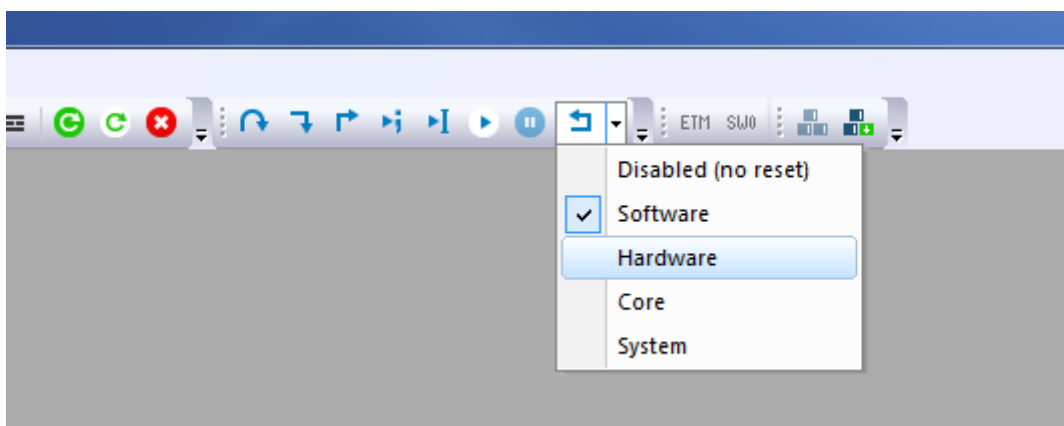 ETM SWO
Disabled (no reset)
Software
Hardware
Core
System